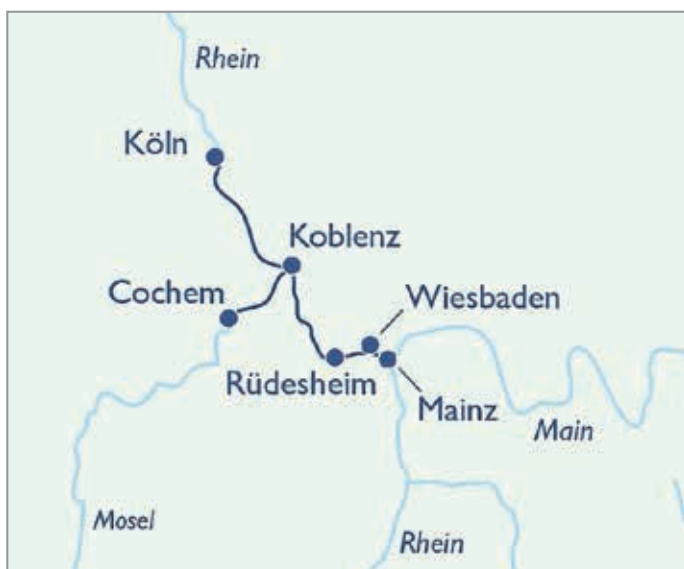 Rhein
Köln
Koblenz
Cochem
Wiesbaden
Rüdesheim
Mainz
Main
Mosel
Rhein